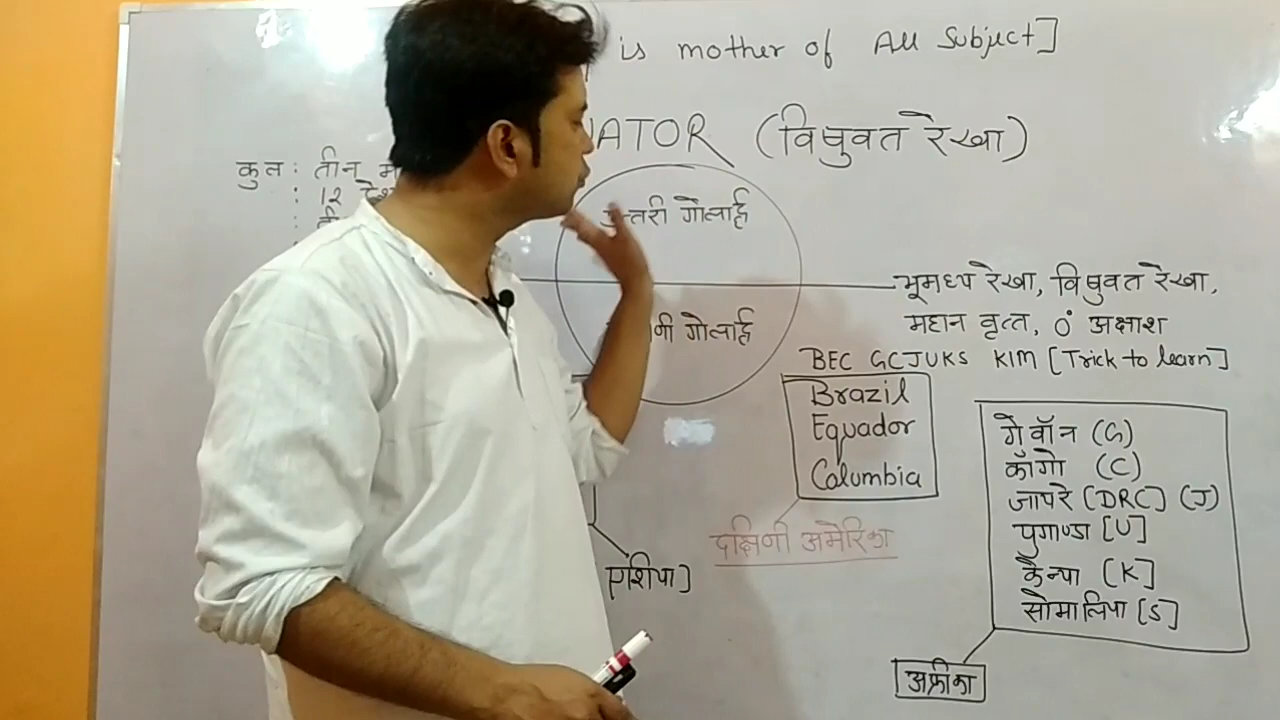 is mother of All Subject]
UATOR (विषुवत रेखा)
कुल : तीन
: 12
उत्तरी गोलार्द्ध
गोलार्द्ध
भूमध्य रेखा, विषुवत रेखा,
महान वृत्त, 0° अक्षाश
BEC GCJUKS KIM [Trick to learn]
Brazil
Equador
Columbia
दक्षिणी अमेरिका
[एशिया]
गेबॉन (G)
कांगो (C)
जायरे [DRC] (J)
युगाण्डा [U]
केन्या [K]
सोमालिया [S]
अफ्रीका